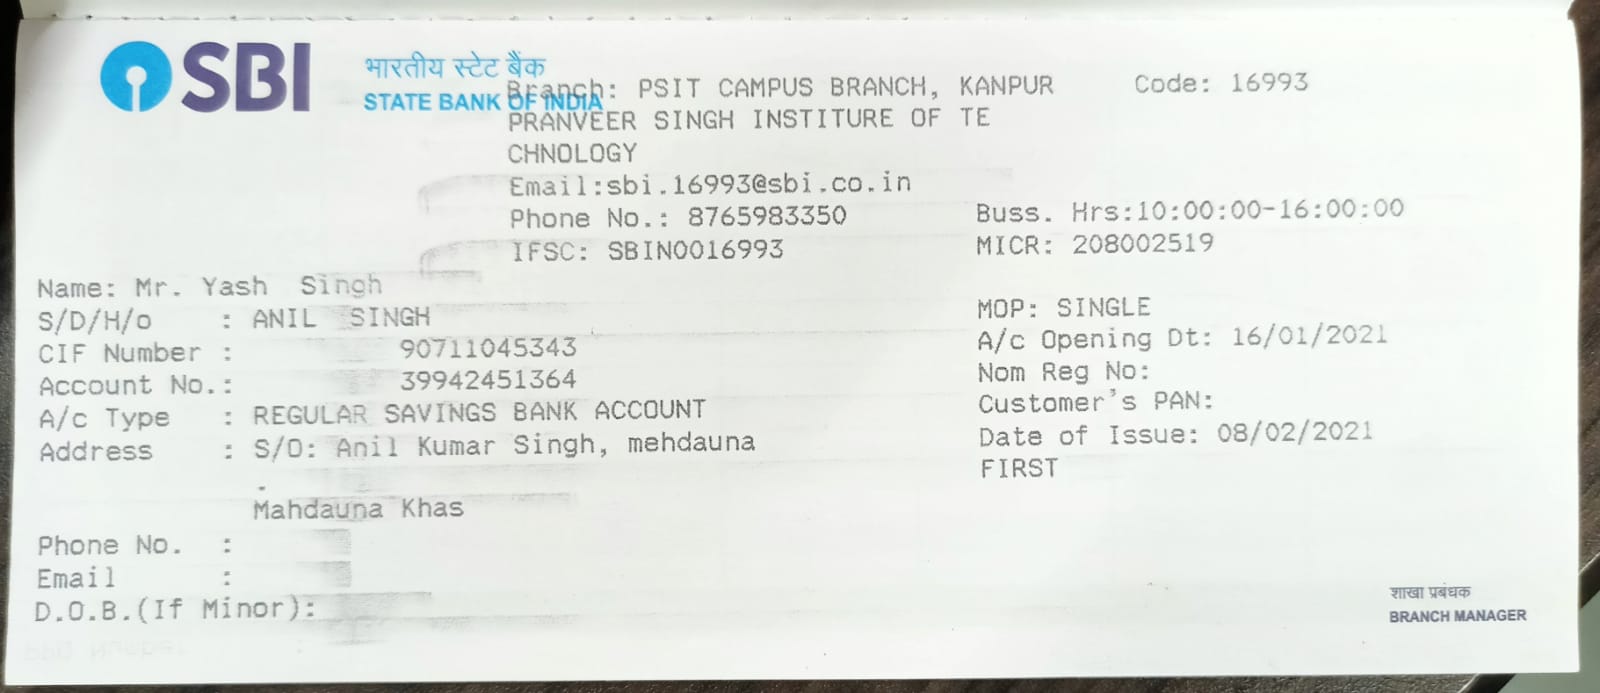 SBI
भारतीय स्टेट बैंक
STATE BANK OF INDIA
Branch: PSIT CAMPUS BRANCH, KANPUR Code: 16993
PRANVEER SINGH INSTITURE OF TE
CHNOLOGY
Email:sbi.16993@sbi.co.in
Phone No.: 8765983350 Buss. Hrs:10:00:00-16:00:00
IFSC: SBIN0016993 MICR: 208002519
Name: Mr. Yash Singh
S/D/H/o : ANIL SINGH MOP: SINGLE
CIF Number : 90711045343 A/c Opening Dt: 16/01/2021
Account No.: 39942451364 Nom Reg No:
A/c Type : REGULAR SAVINGS BANK ACCOUNT Customer's PAN:
Address : S/O: Anil Kumar Singh, mehdauna Date of Issue: 08/02/2021
. FIRST
Mahdauna Khas
Phone No. :
Email :
D.O.B.(If Minor):
शाखा प्रबंधक
BRANCH MANAGER